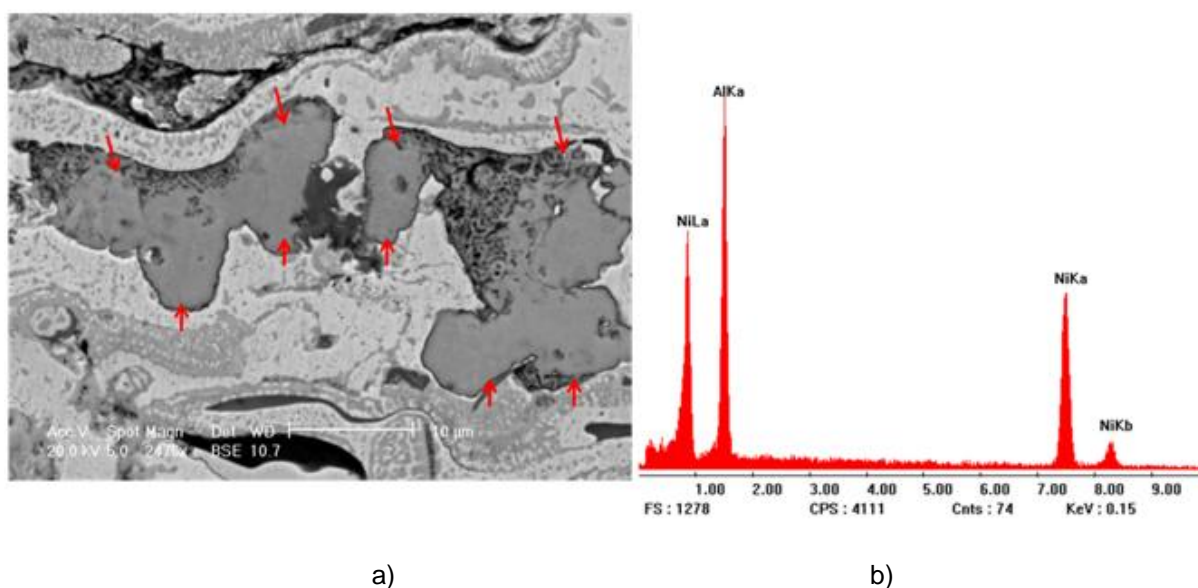 Acc.V Spot Magn Det WD 10 µm
20.0 kV 5.0 BSE 10.7
AlKa
NiLa
NiKa
NiKb
1.00 2.00 3.00 4.00 5.00 6.00 7.00 8.00 9.00
FS : 1278 CPS : 4111 Cnts : 74 KeV : 0.15
a) b)